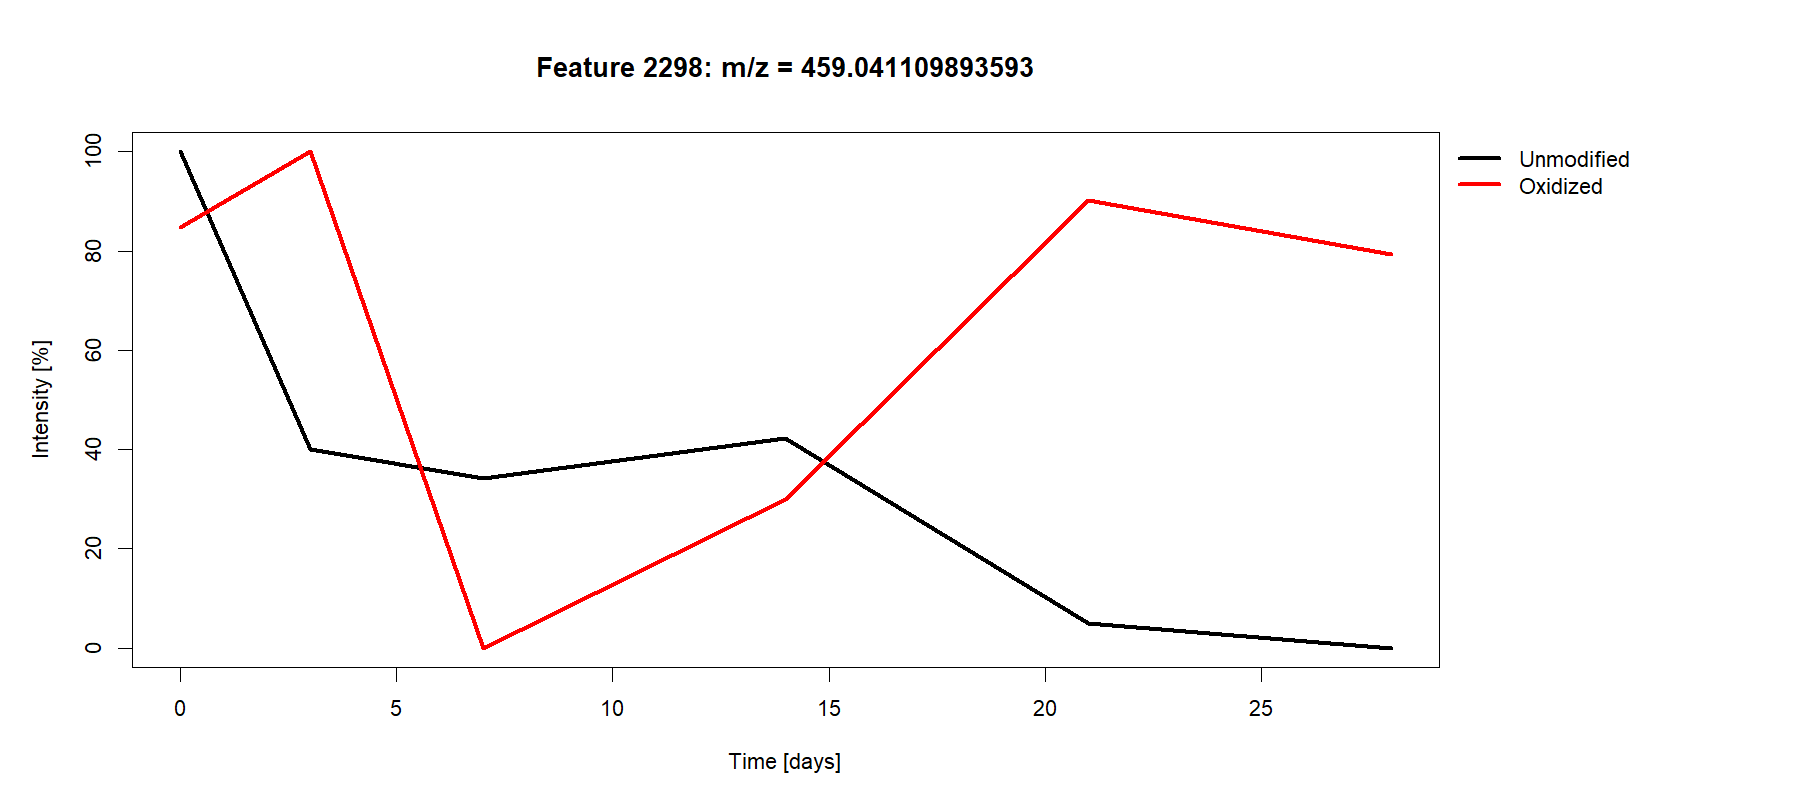 Feature 2298: m/z = 459.041109893593
Unmodified
Oxidized
Intensity [%]
100
80
60
40
20
0
0 5 10 15 20 25
Time [days]